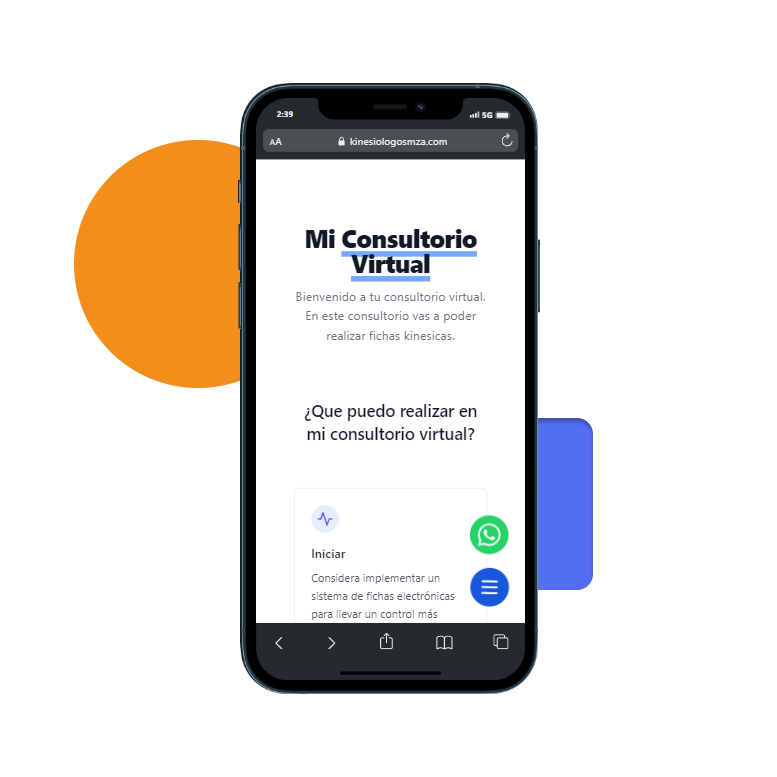 2:39
5G
AA
kinesiologosmza.com
Mi Consultorio
Virtual
Bienvenido a tu consultorio virtual.
En este consultorio vas a poder
realizar fichas kinesicas.
¿Que puedo realizar en
mi consultorio virtual?
Iniciar
Considera implementar un
sistema de fichas electrónicas
para llevar un control más